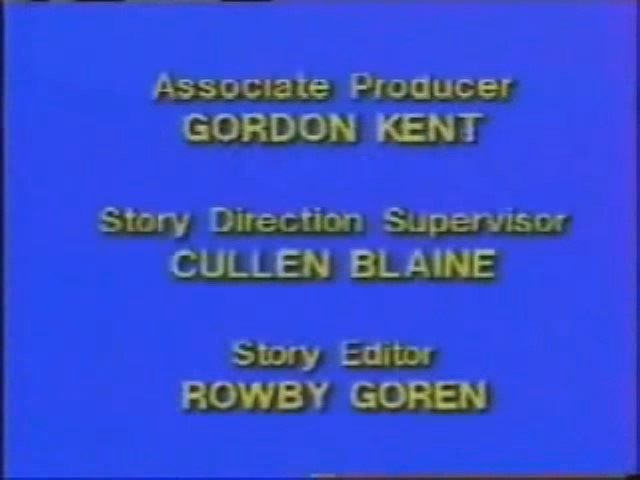 Associate Producer
GORDON KENT
Story Direction Supervisor
CULLEN BLAINE
Story Editor
ROWBY GOREN